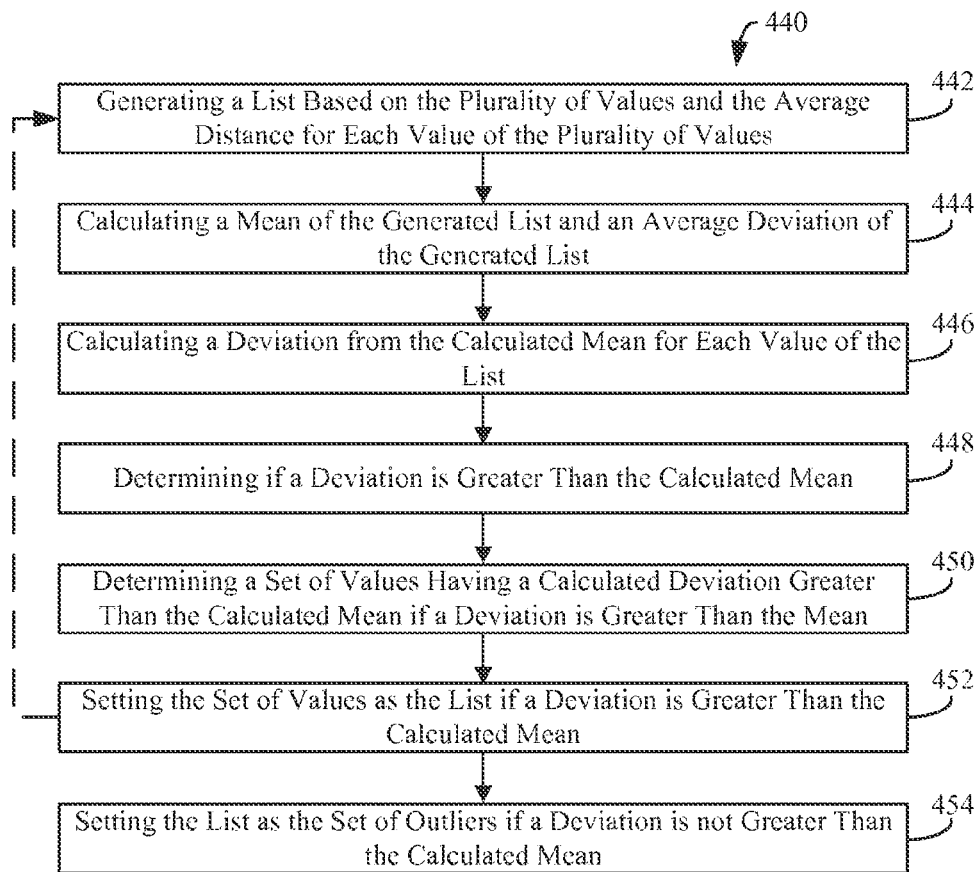 440
442
Generating a List Based on the Plurality of Values and the Average
Distance for Each Value of the Plurality of Values
444
Calculating a Mean of the Generated List and an Average Deviation of
the Generated List
446
Calculating a Deviation from the Calculated Mean for Each Value of the
List
448
Determining if a Deviation is Greater Than the Calculated Mean
450
Determining a Set of Values Having a Calculated Deviation Greater
Than the Calculated Mean if a Deviation is Greater Than the Mean
452
Setting the Set of Values as the List if a Deviation is Greater Than the
Calculated Mean
454
Setting the List as the Set of Outliers if a Deviation is not Greater Than
the Calculated Mean